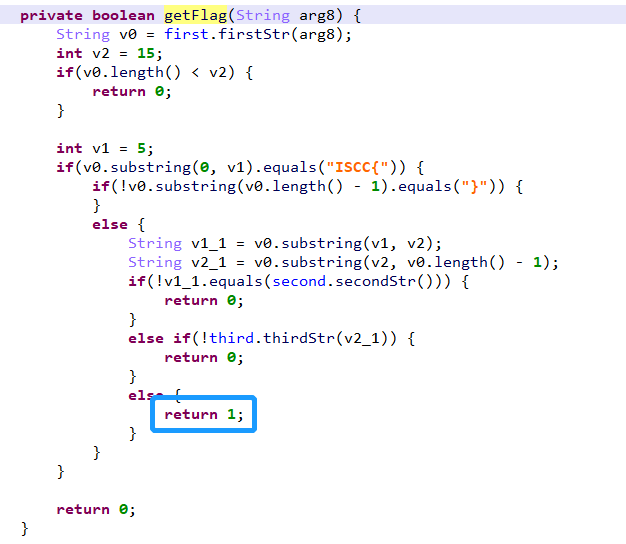 private boolean getFlag(String arg8) {
    String v0 = first.firstStr(arg8);
    int v2 = 15;
    if(v0.length() < v2) {
        return 0;
    }

    int v1 = 5;
    if(v0.substring(0, v1).equals("ISCC{")) {
        if(!v0.substring(v0.length() - 1).equals("}")) {
        }
        else {
            String v1_1 = v0.substring(v1, v2);
            String v2_1 = v0.substring(v2, v0.length() - 1);
            if(!v1_1.equals(second.secondStr())) {
                return 0;
            }
            else if(!third.thirdStr(v2_1)) {
                return 0;
            }
            else {
                return 1;
            }
        }
    }

    return 0;
}